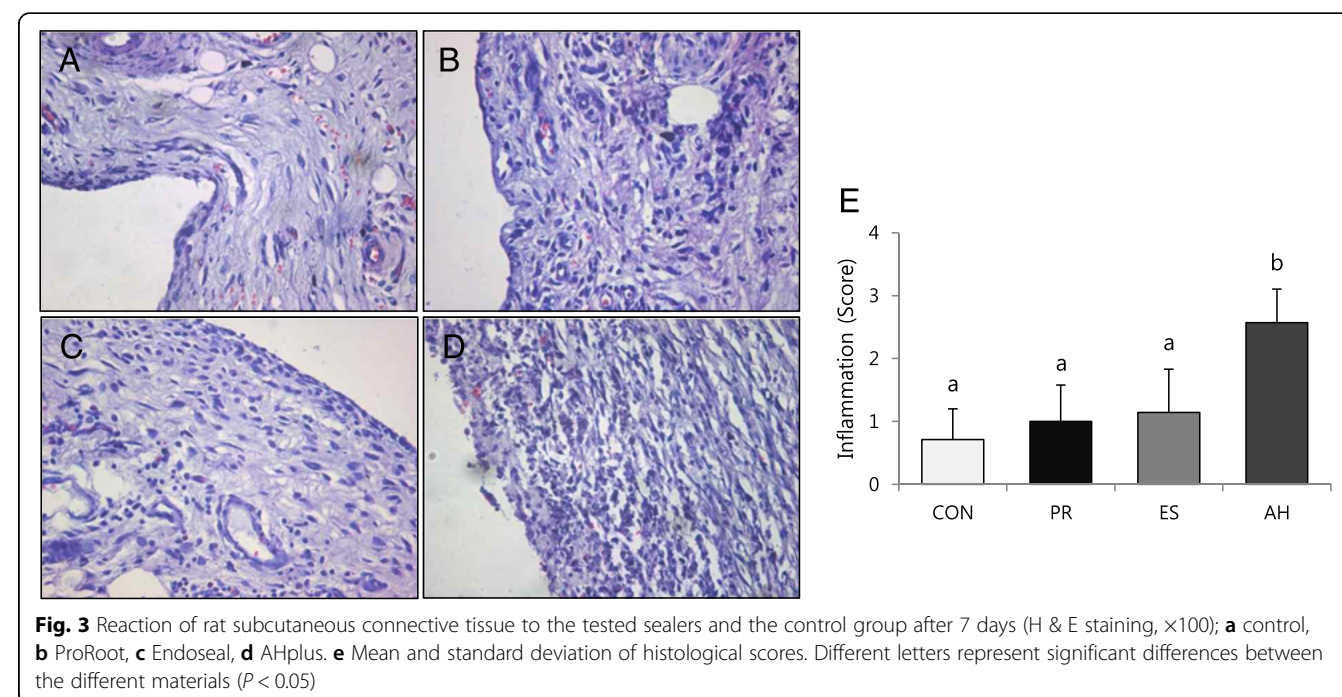 A
B
C
D
E
4
3
2
1
0
Inflammation (Score)
a
a
a
b
CON PR ES AH
Fig. 3 Reaction of rat subcutaneous connective tissue to the tested sealers and the control group after 7 days (H & E staining, ×100); a control,
b ProRoot, c Endoseal, d AHplus. e Mean and standard deviation of histological scores. Different letters represent significant differences between
the different materials (P < 0.05)